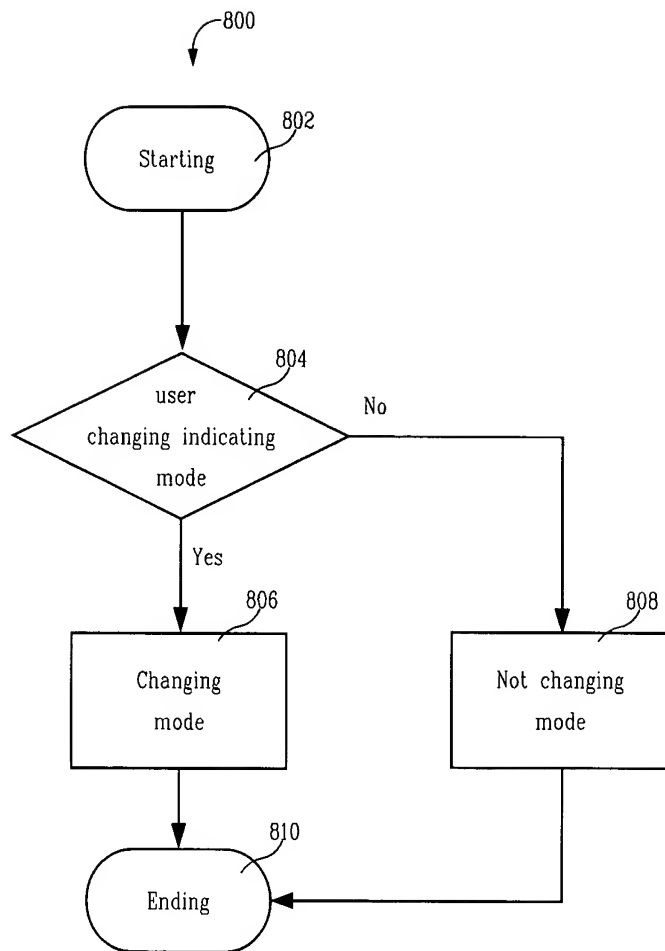 800
802
Starting
804
user
changing indicating
mode
No
Yes
806
Changing
mode
808
Not changing
mode
810
Ending